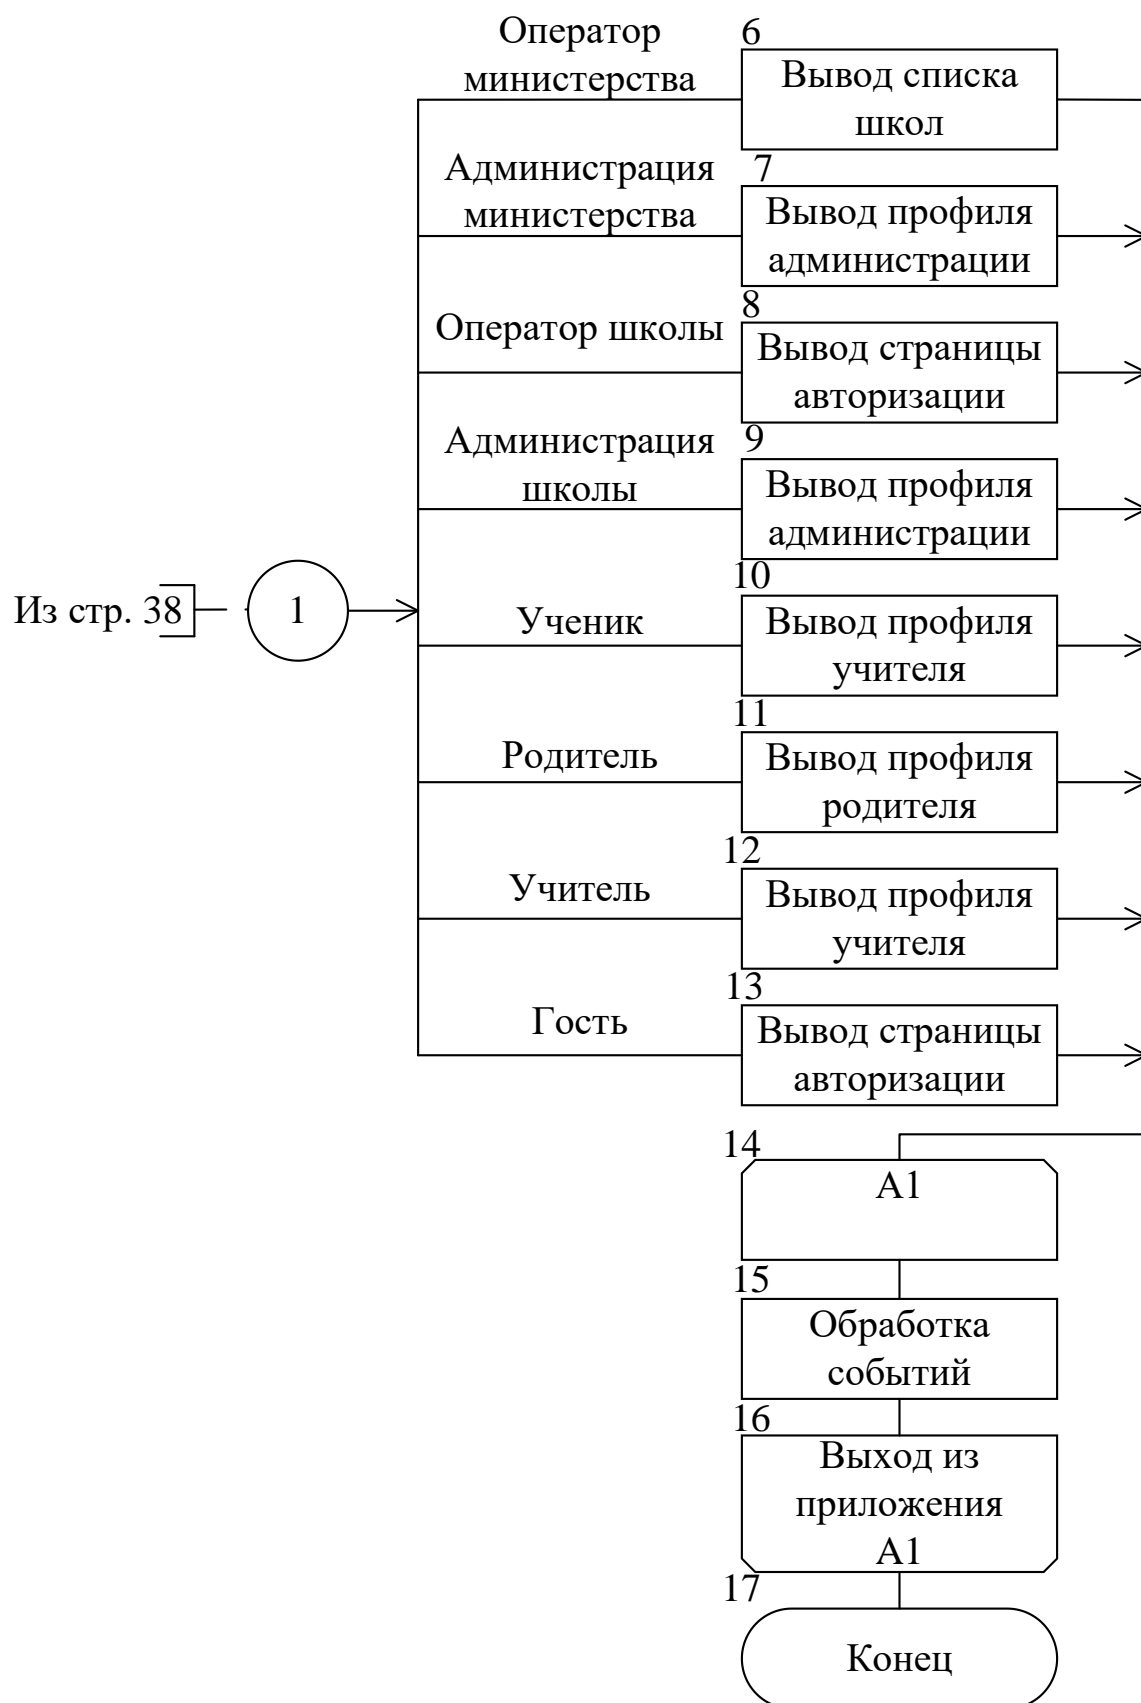 Оператор
министерства
6
Вывод списка
школ
Администрация
министерства
7
Вывод профиля
администрации
Оператор школы
8
Вывод страницы
авторизации
Администрация
школы
9
Вывод профиля
администрации
Из стр. 38
1
Ученик
10
Вывод профиля
учителя
Родитель
11
Вывод профиля
родителя
Учитель
12
Вывод профиля
учителя
Гость
13
Вывод страницы
авторизации
14
А1
15
Обработка
событий
16
Выход из
приложения
А1
17
Конец